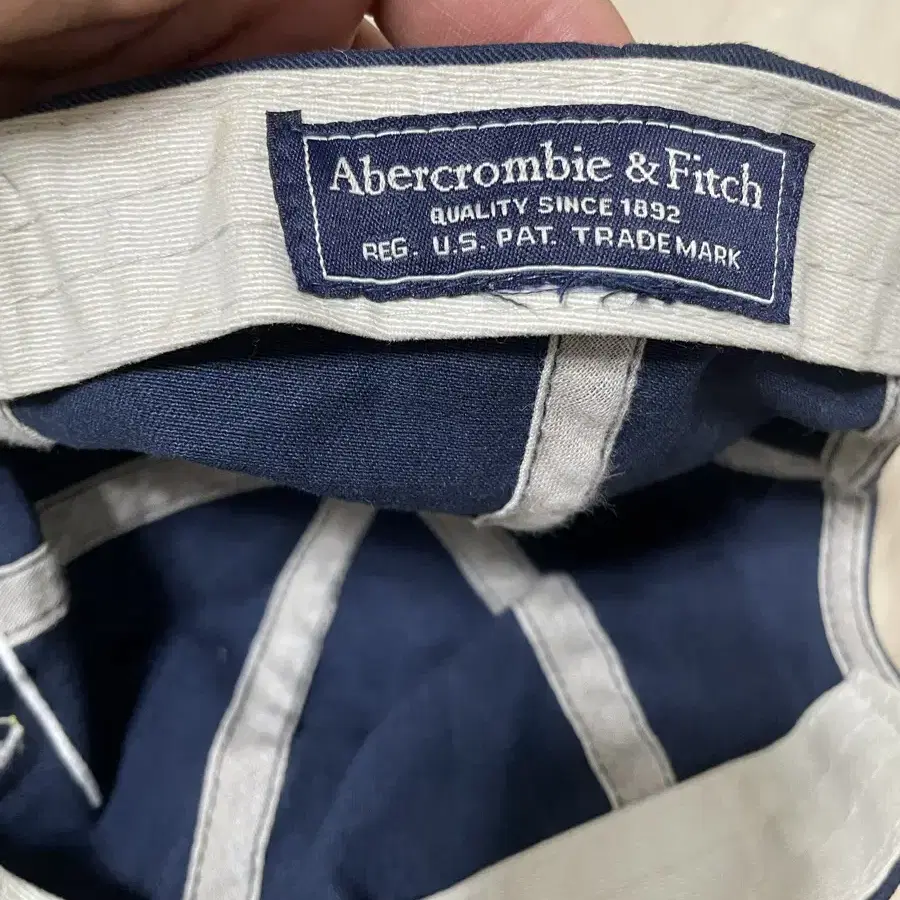 Abercrombie & Fitch
QUALITY SINCE 1892
REG. U.S. PAT. TRADEMARK